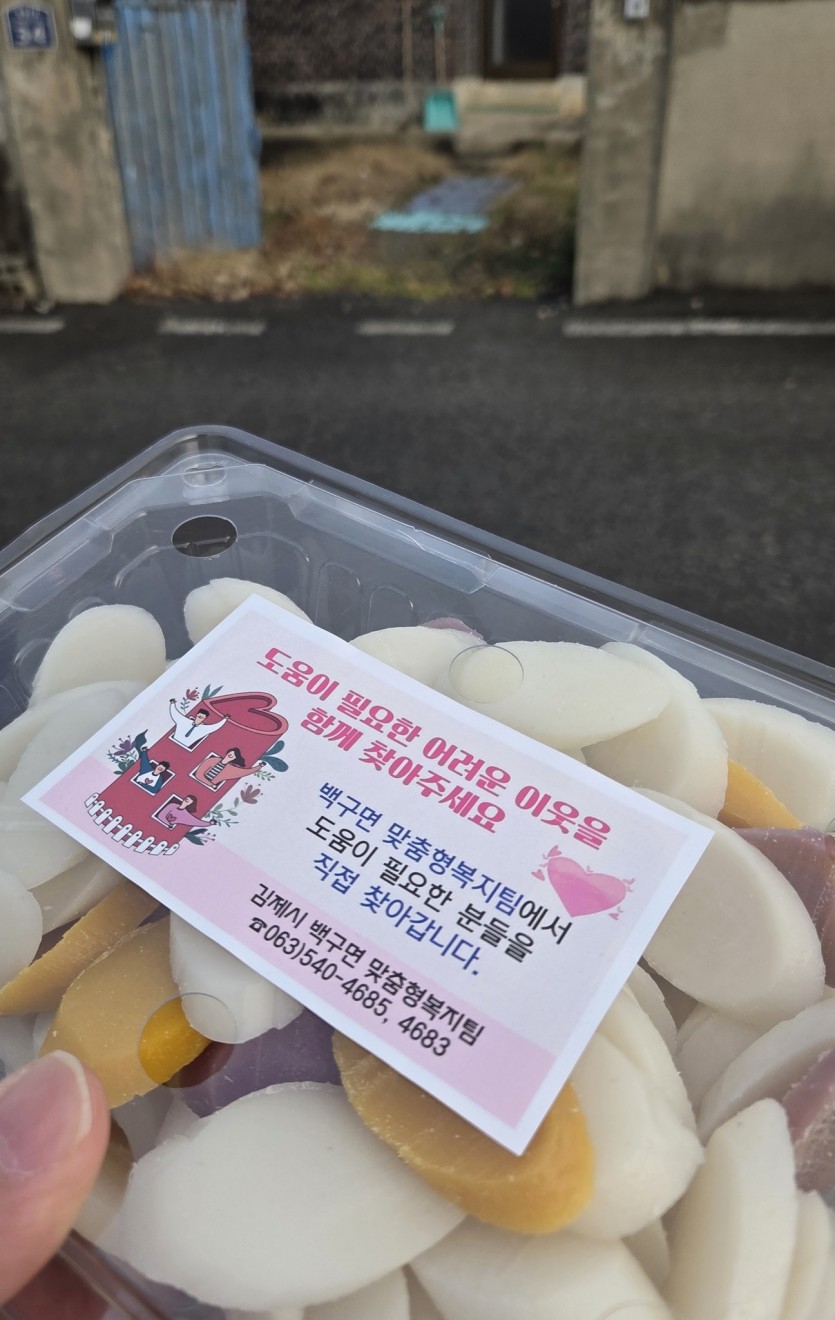 34
도움이 필요한 어려운 이웃을
함께 찾아주세요
백구면 맞춤형복지팀에서
도움이 필요한 분들을
직접 찾아갑니다.
김제시 백구면 맞춤형복지팀
☎063)540-4685, 4683